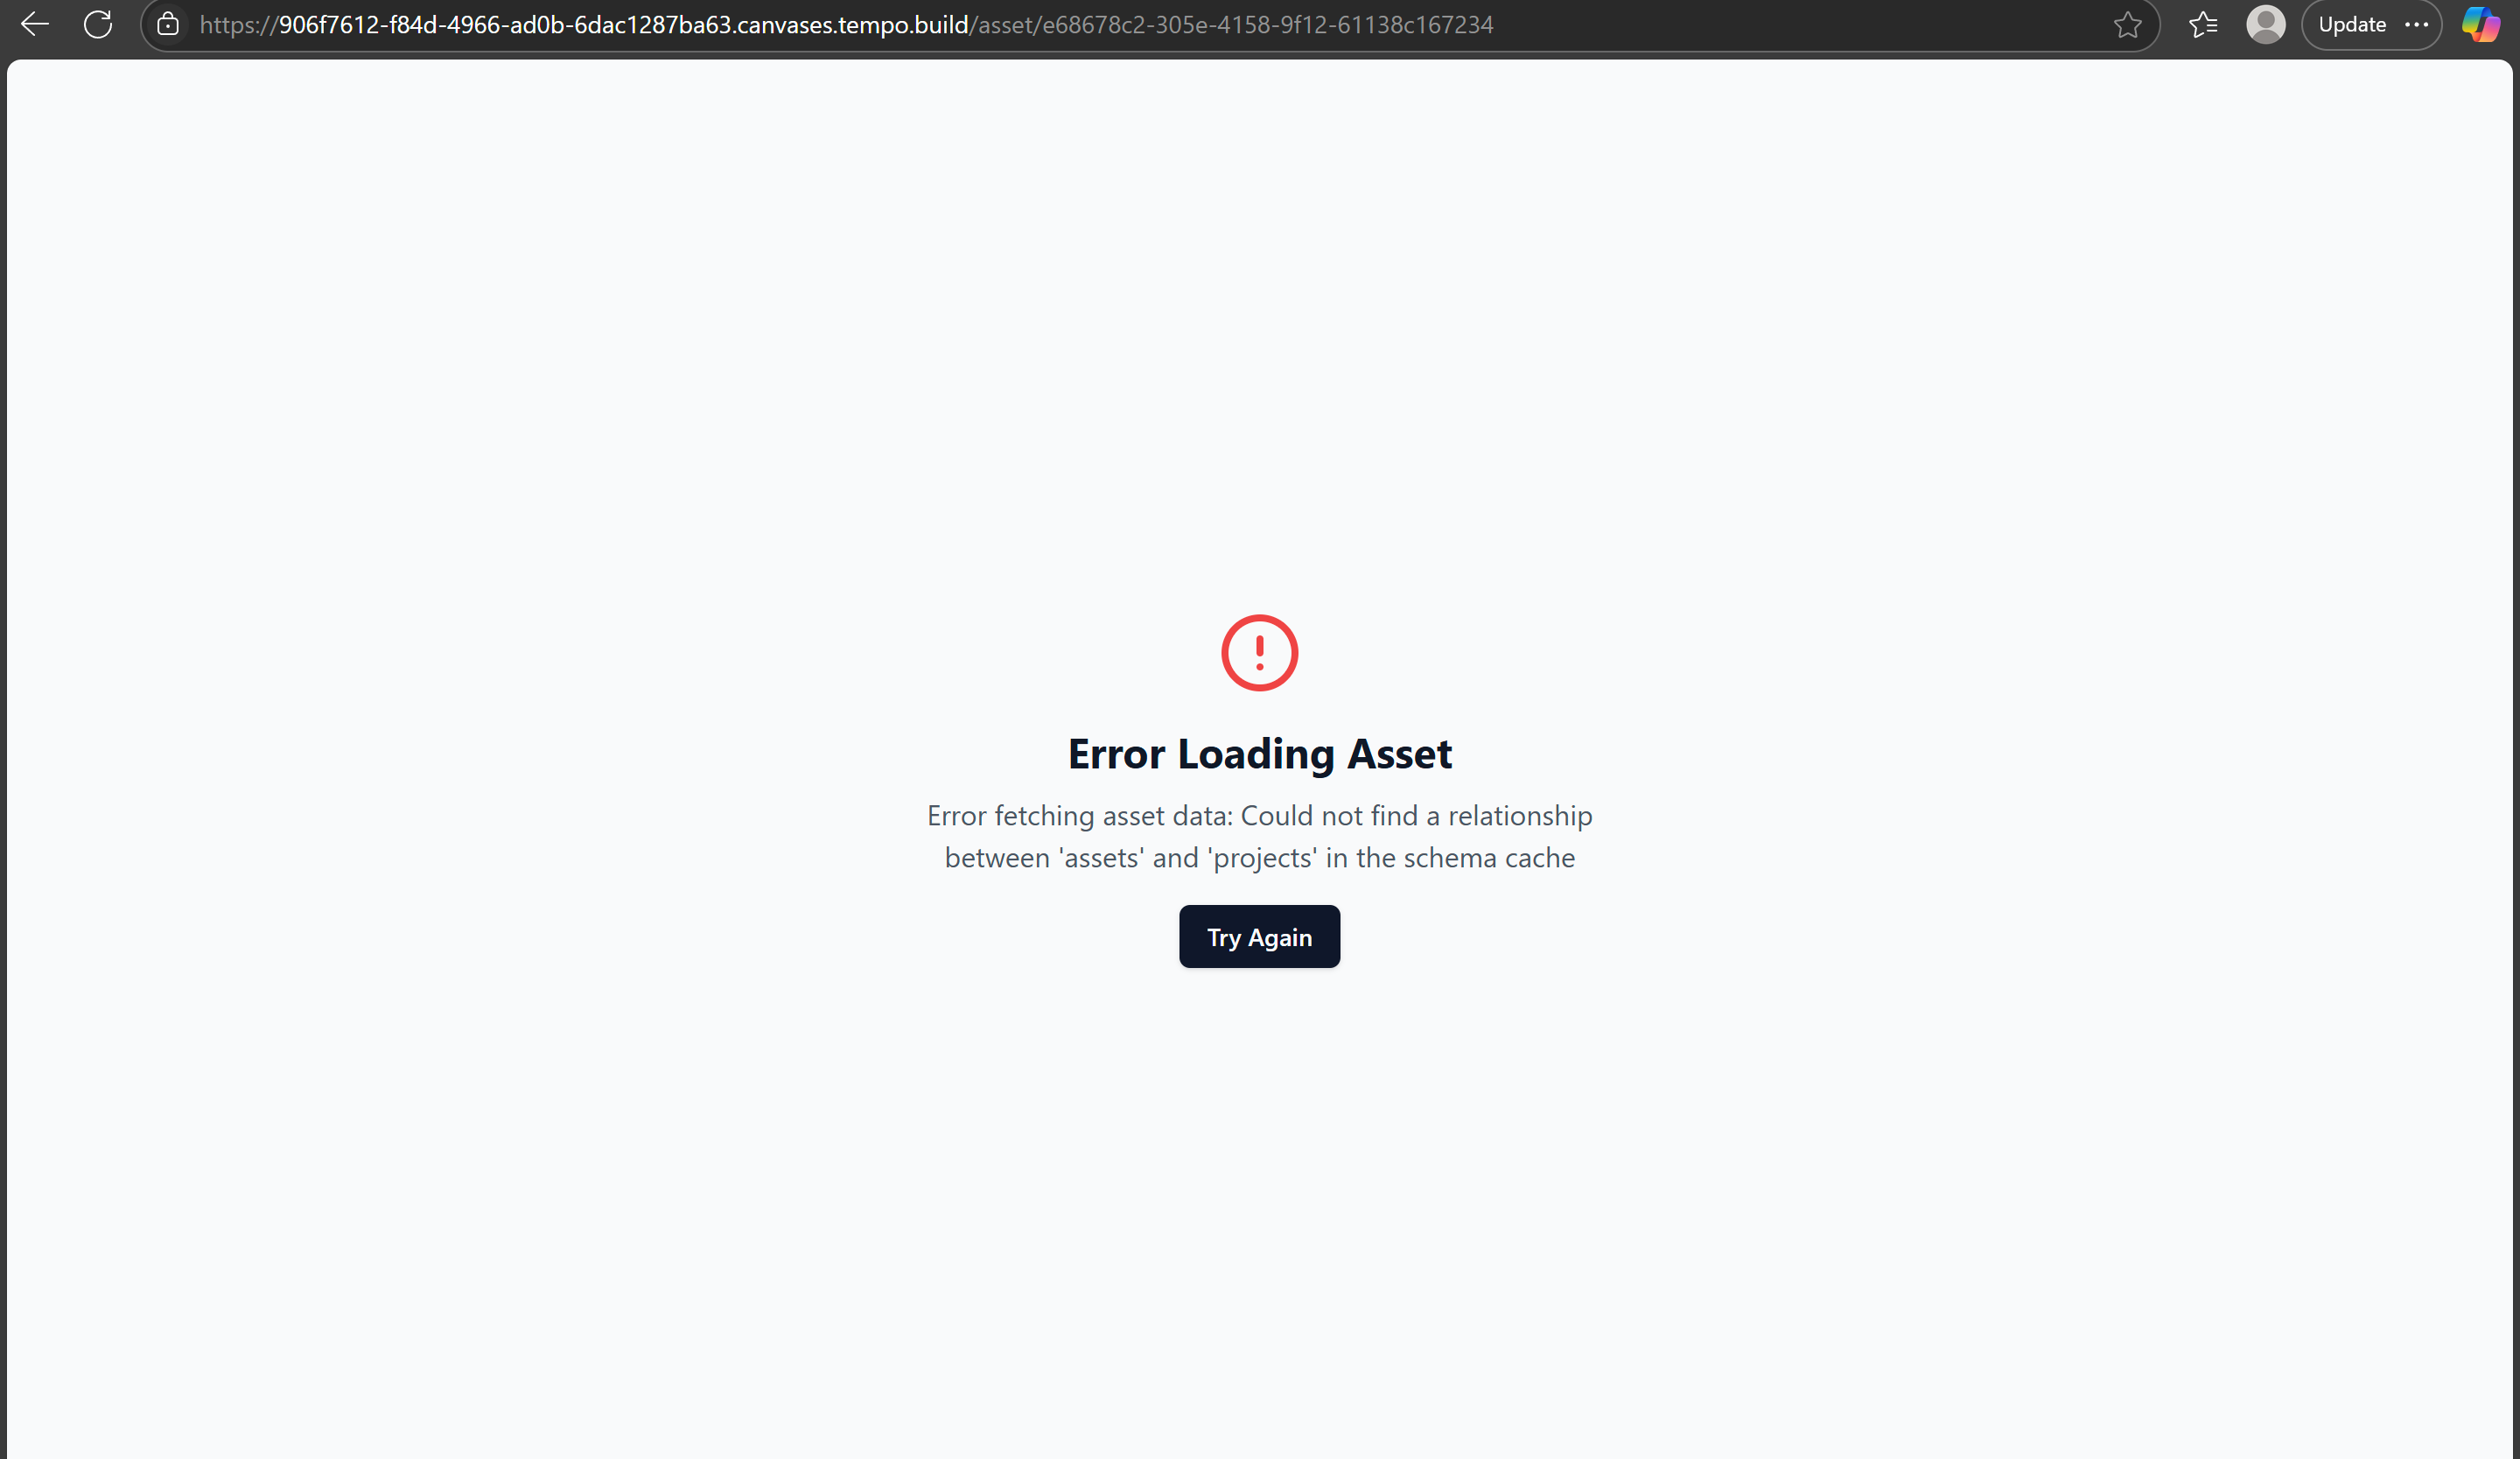 https://906f7612-f84d-4966-ad0b-6dac1287ba63.canvases.tempo.build/asset/e68678c2-305e-4158-9f12-61138c167234
Update
Error Loading Asset
Error fetching asset data: Could not find a relationship
between 'assets' and 'projects' in the schema cache
Try Again